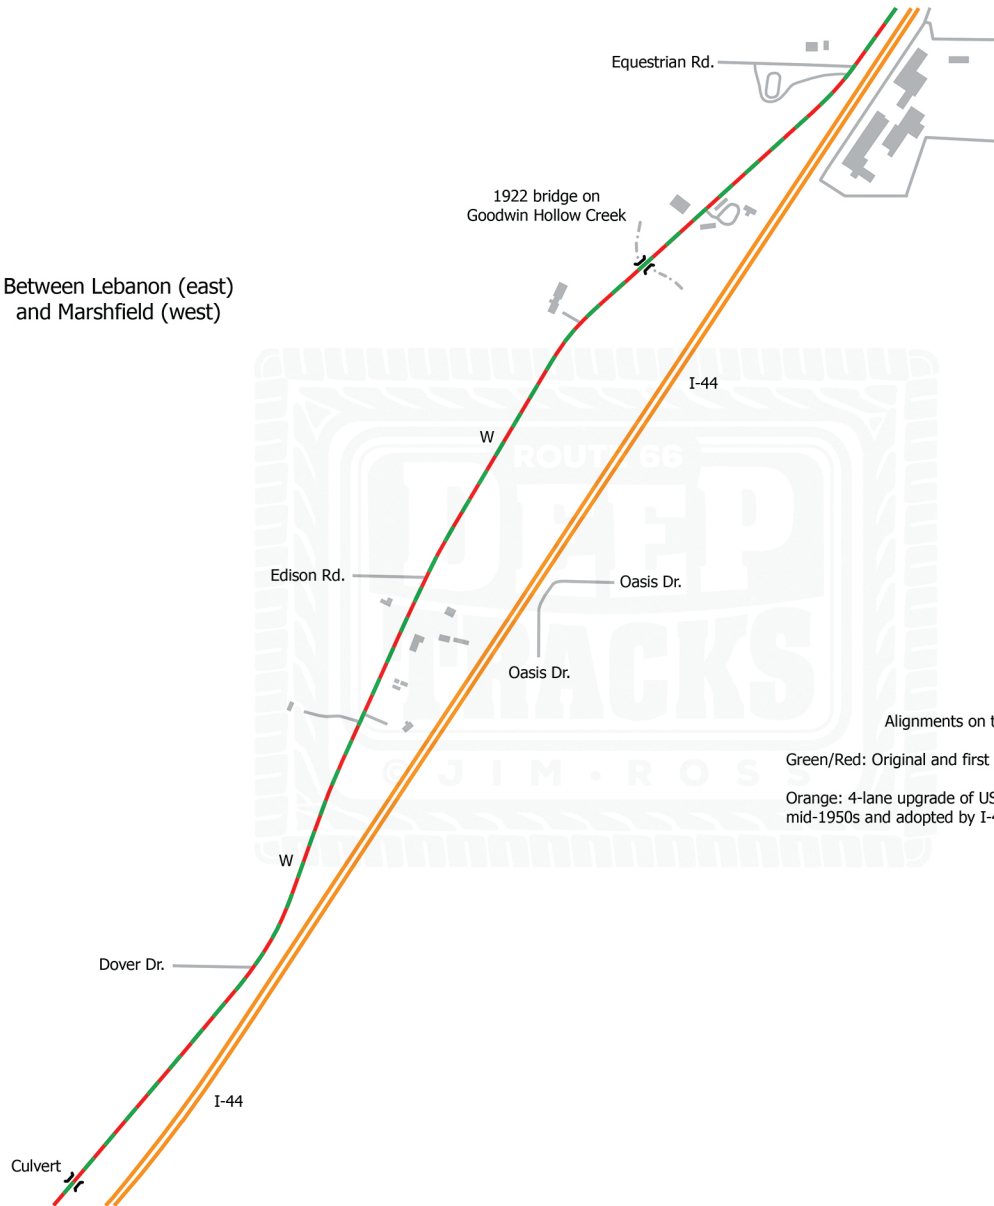 Equestrian Rd.
1922 bridge on
Goodwin Hollow Creek
Between Lebanon (east)
and Marshfield (west)
I-44
W
ROUTE 66
DEEP
Edison Rd.
Oasis Dr.
TRACKS
Oasis Dr.
Alignments on t
Green/Red: Original and first
© JIM · ROSS
Orange: 4-lane upgrade of US
mid-1950s and adopted by I-4
W
Dover Dr.
I-44
Culvert